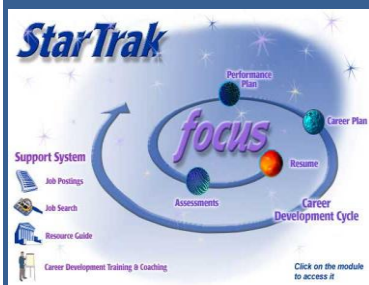 StarTrak
Performance
Plan
Career Plan
focus
Resume
Support System
Job Postings
Assessments
Career
Development Cycle
Job Search
Resource Guide
Career Development Training & Coaching
Click on the module
to access it